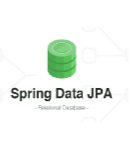 Spring Data JPA
- Relational Database -